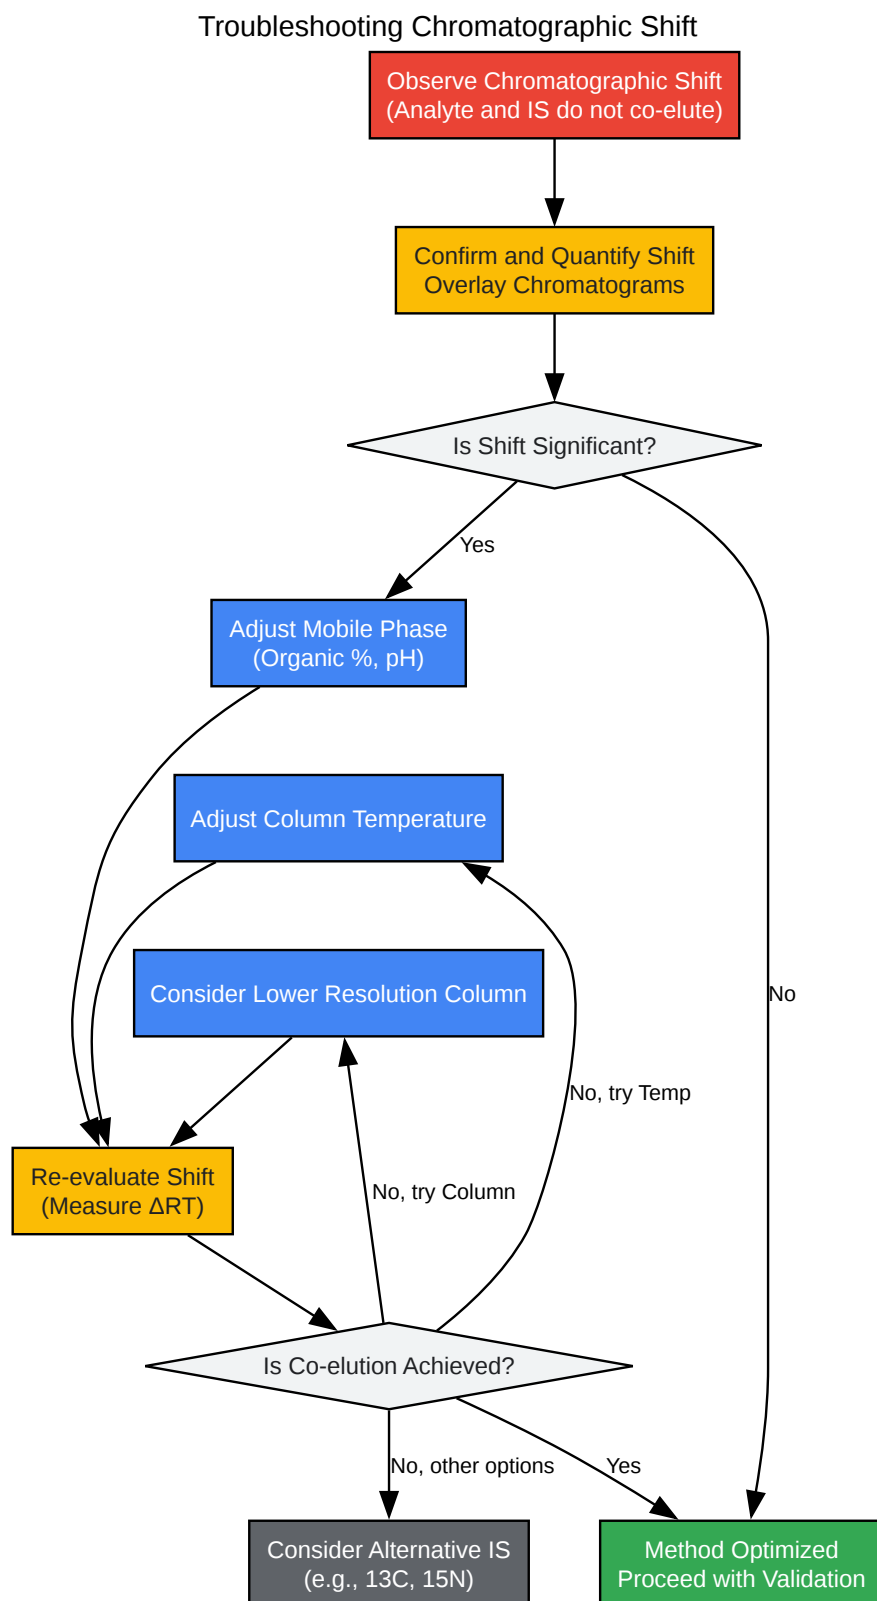 Troubleshooting Chromatographic Shift
Observe Chromatographic Shift
(Analyte and IS do not co-elute)
Confirm and Quantify Shift
Overlay Chromatograms
Is Shift Significant?
Yes
Adjust Mobile Phase
(Organic %, pH)
Adjust Column Temperature
Consider Lower Resolution Column
No
No, try Temp
Re-evaluate Shift
(Measure ΔRT)
No, try Column
Is Co-elution Achieved?
No, other options
Yes
Consider Alternative IS
(e.g., 13C, 15N)
Method Optimized
Proceed with Validation